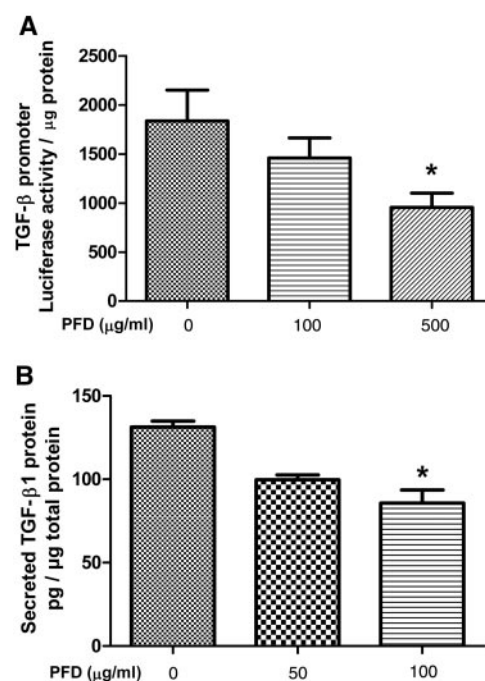 A
TGF-β promoter
Luciferase activity / μg protein
2500
2000
1500
1000
500
0
*
PFD (μg/ml) 0 100 500
B
Secreted TGF-β1 protein
pg / μg total protein
150
100
50
0
*
PFD (μg/ml) 0 50 100